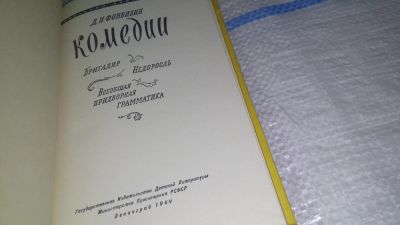 Д. И. ФОНВИЗИН
КОМЕДИИ
БРИГАДИР
НЕДОРОСЛЬ
ВСЕОБЩАЯ
ПРИДВОРНАЯ
ГРАММАТИКА
Государственное Издательство Детской Литературы
Министерства Просвещения РСФСР
Ленинград 1960